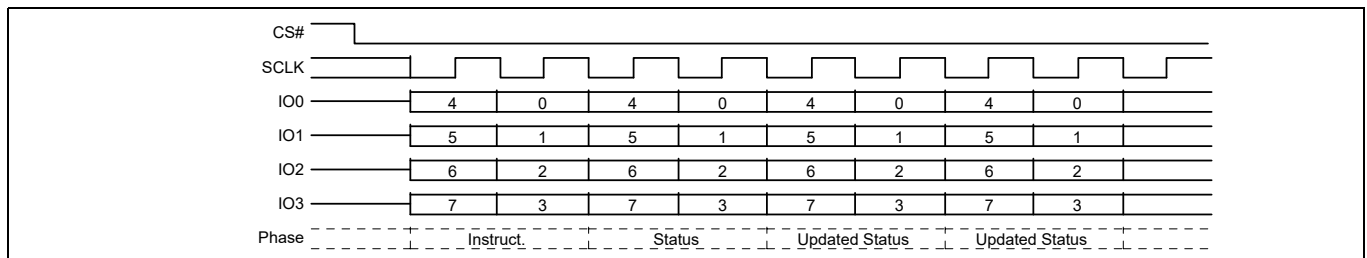 CS#
SCLK
IO0 4 0 4 0 4 0 4 0
IO1 5 1 5 1 5 1 5 1
IO2 6 2 6 2 6 2 6 2
IO3 7 3 7 3 7 3 7 3
Phase Instruct. Status Updated Status Updated Status